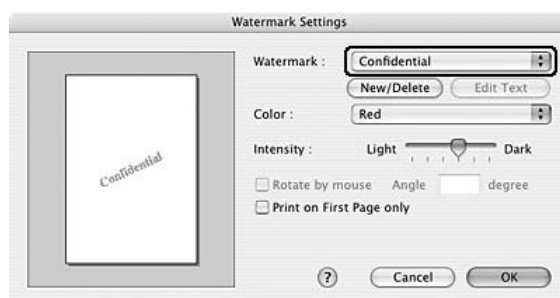 Watermark Settings
Watermark : Confidential
New/Delete Edit Text
Color : Red
Intensity : Light Dark
Confidential
Rotate by mouse Angle degree
Print on First Page only
? Cancel OK